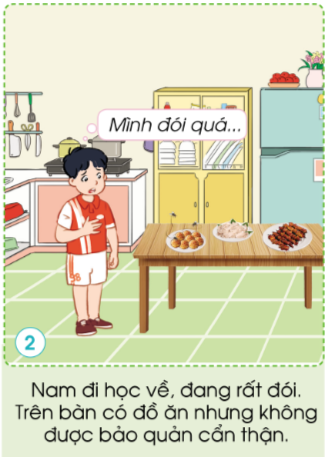 Mình đói quá...
2
Nam đi học về, đang rất đói.
Trên bàn có đồ ăn nhưng không
được bảo quản cẩn thận.